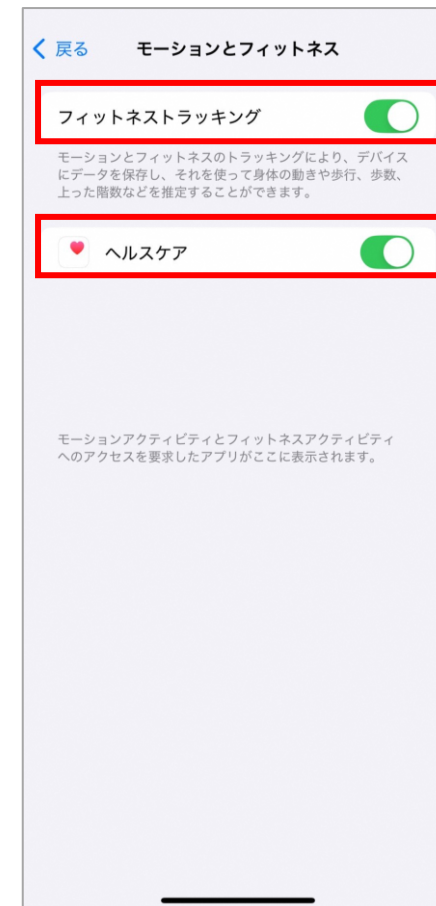 戻る モーションとフィットネス
フィットネストラッキング
モーションとフィットネスのトラッキングにより、デバイス
にデータを保存し、それを使って身体の動きや歩行、歩数、
上った階数などを推定することができます。
ヘルスケア
モーションアクティビティとフィットネスアクティビティ
へのアクセスを要求したアプリがここに表示されます。